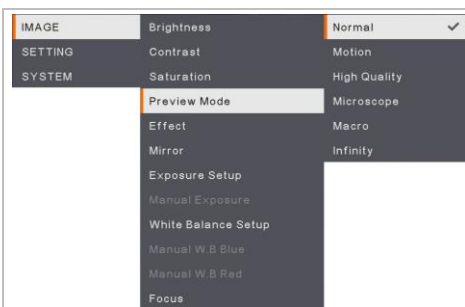 IMAGE
SETTING
SYSTEM
Brightness
Contrast
Saturation
Preview Mode
Effect
Mirror
Exposure Setup
Manual Exposure
White Balance Setup
Manual W.B Blue
Manual W.B Red
Focus
Normal
Motion
High Quality
Microscope
Macro
Infinity